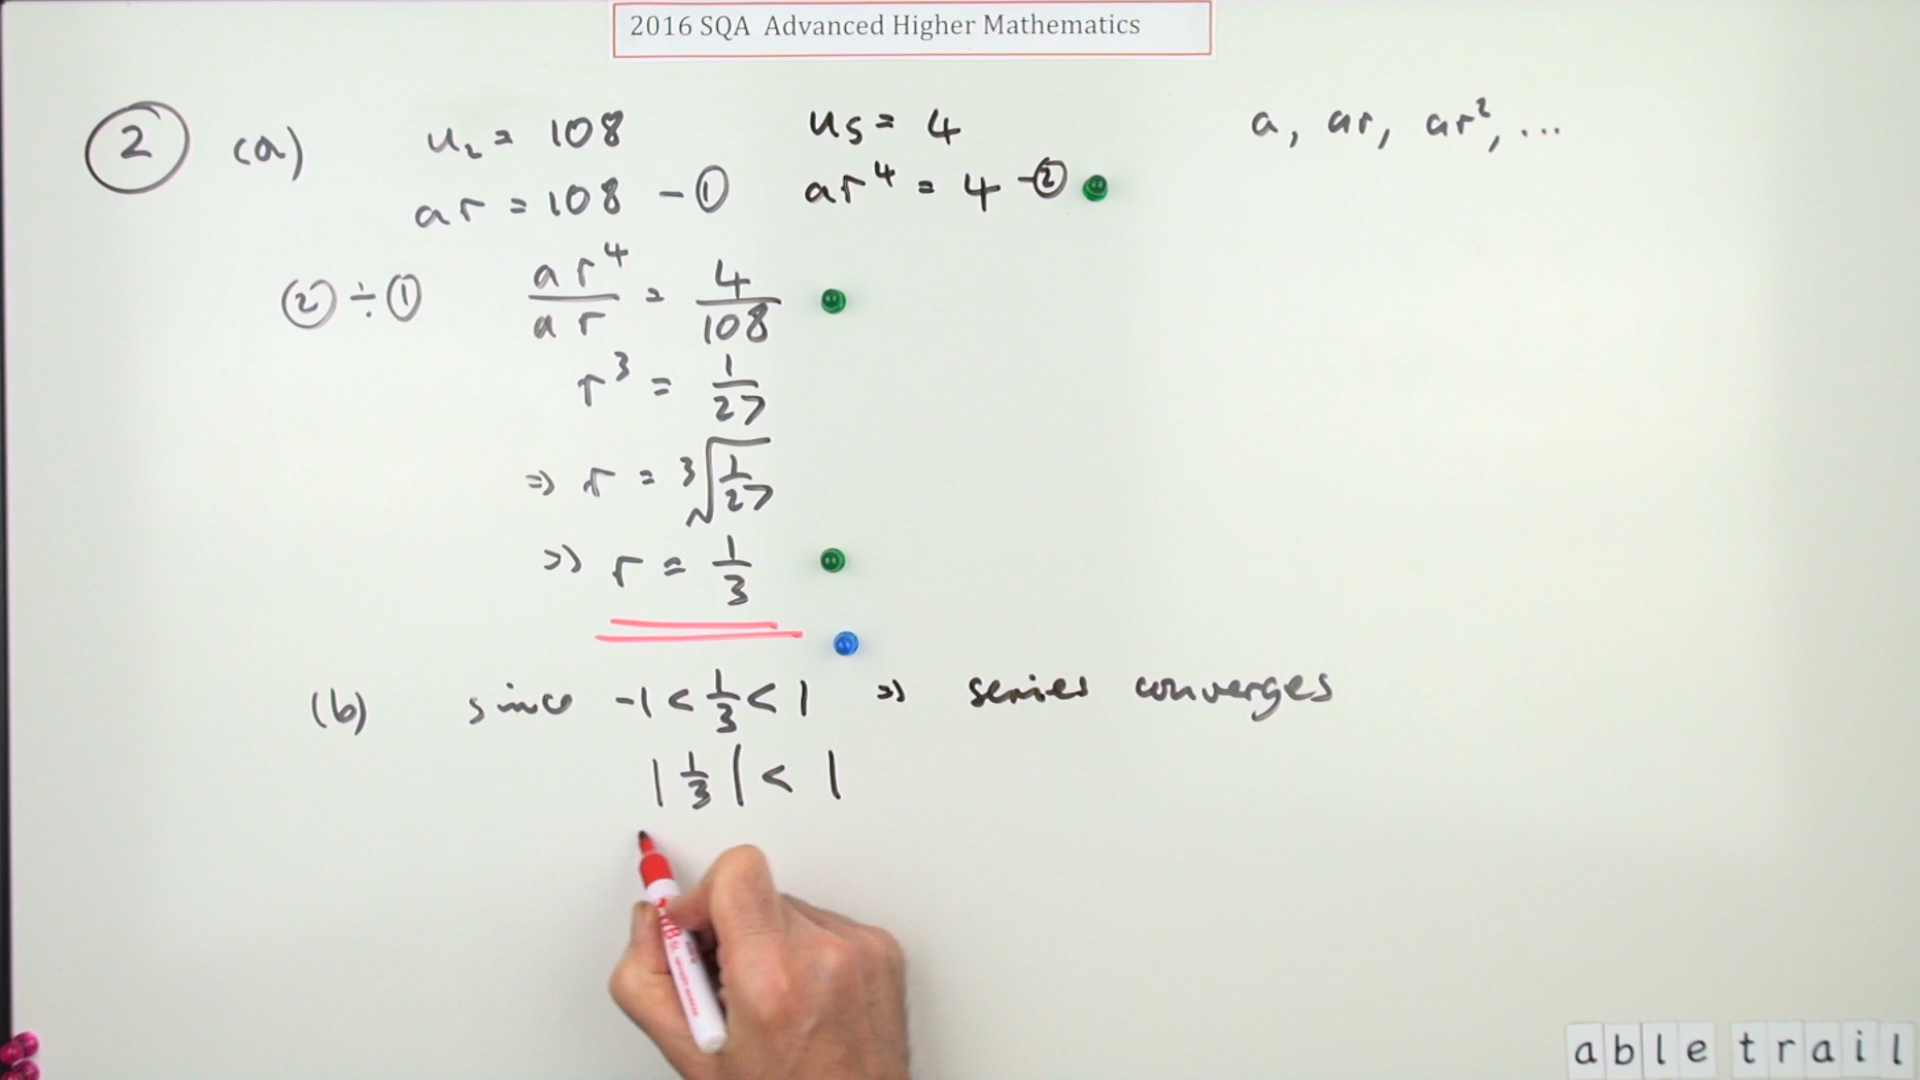 2016 SQA Advanced Higher Mathematics
2 (a) u₂ = 108 u₅ = 4 a, ar, ar², ...
ar = 108 - ① ar⁴ = 4 - ②
② ÷ ① ar⁴/ar = 4/108
r³ = 1/27
⇒ r = ³√(1/27)
⇒ r = 1/3
(b) since -1 < 1/3 < 1 ⇒ series converges
|1/3| < 1
able trail